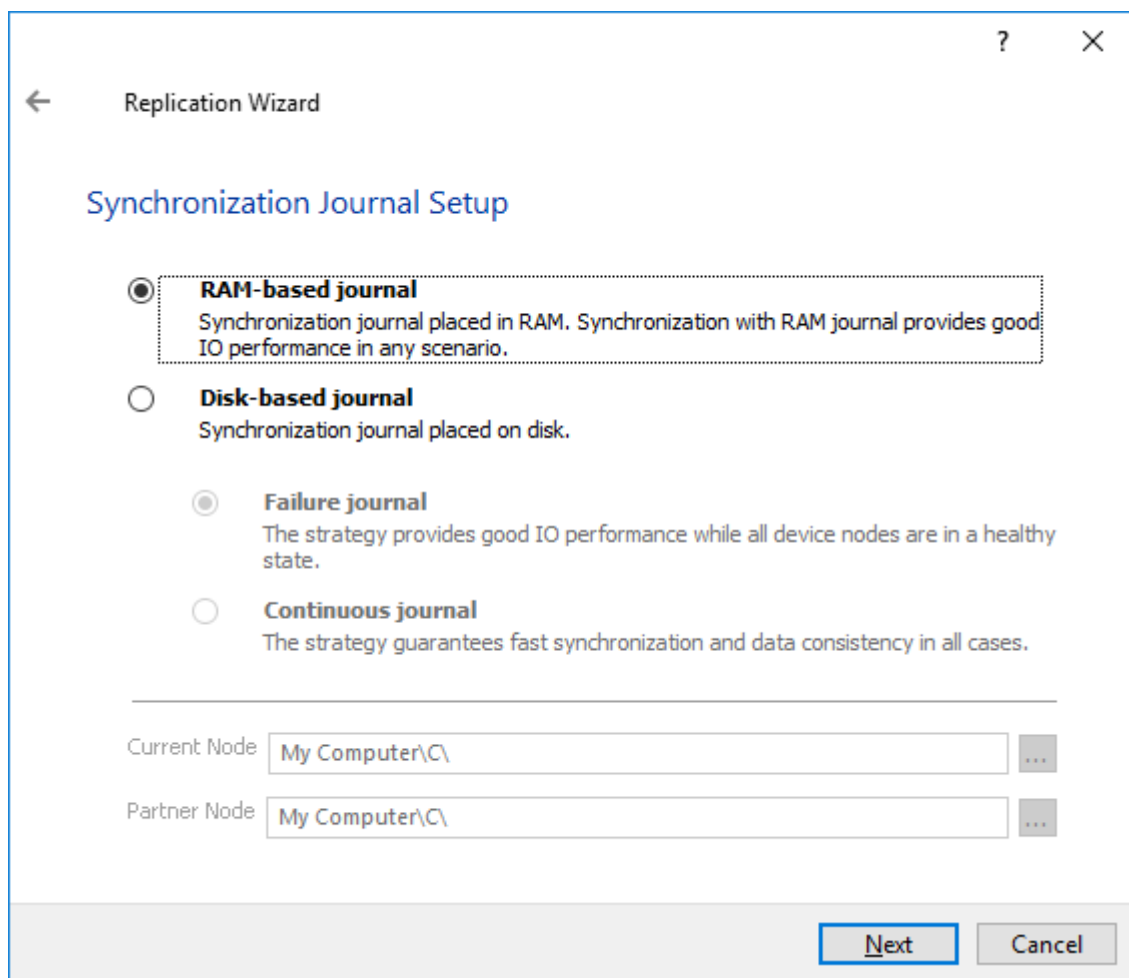 ?
Replication Wizard
Synchronization Journal Setup
RAM-based journal
Synchronization journal placed in RAM. Synchronization with RAM journal provides good
IO performance in any scenario.
Disk-based journal
Synchronization journal placed on disk.
Failure journal
The strategy provides good IO performance while all device nodes are in a healthy
state.
Continuous journal
The strategy guarantees fast synchronization and data consistency in all cases.
Current Node My Computer\C\ ...
Partner Node My Computer\C\ ...
Next Cancel